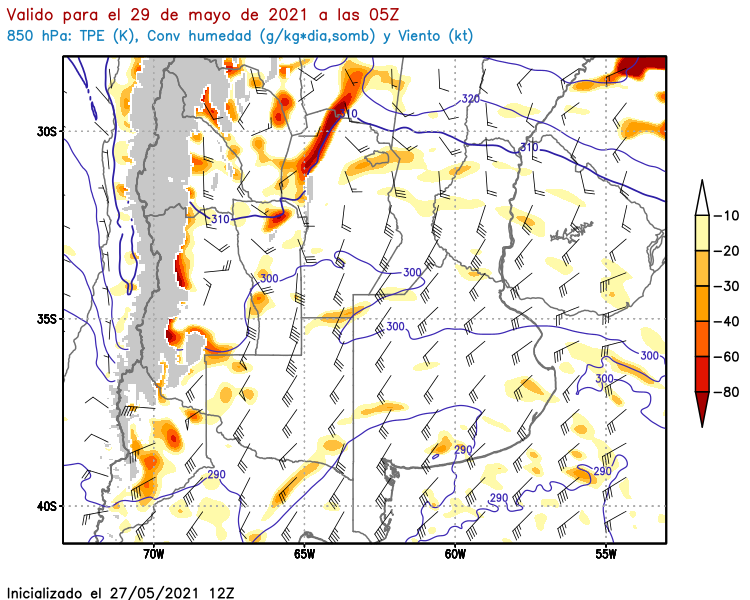 Valido para el 29 de mayo de 2021 a las 05Z
850 hPa: TPE (K), Conv humedad (g/kg*dia,somb) y Viento (kt)
320
30S
310
310
-10
310
-30
300
300
-40
35S
300
-60
300
300
-80
290
290
290
290
40S
70W 65W 60W 55W
Inicializado el 27/05/2021 12Z